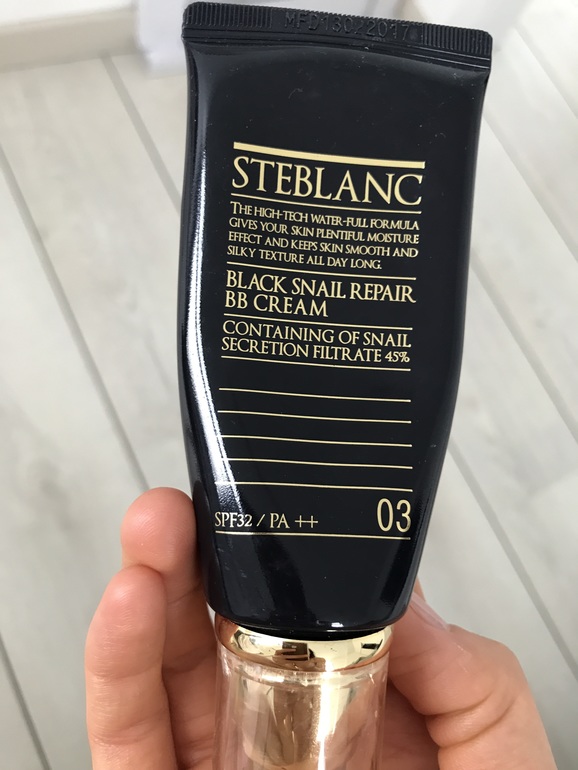 STEBLANC
THE HIGH-TECH WATER-FULL FORMULA
GIVES YOUR SKIN PLENTIFUL MOISTURE
EFFECT AND KEEPS SKIN SMOOTH AND
SILKY TEXTURE ALL DAY LONG.
BLACK SNAIL REPAIR
BB CREAM
CONTAINING OF SNAIL
SECRETION FILTRATE 45%
SPF32 / PA ++
03